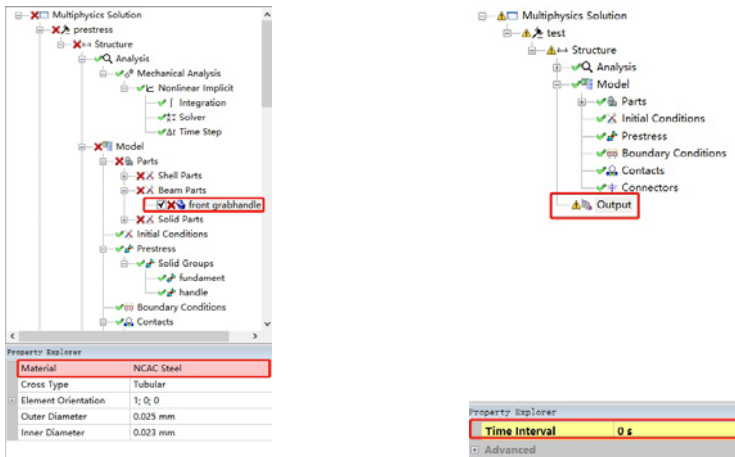 Multiphysics Solution
prestress
Structure
Analysis
Mechanical Analysis
Nonlinear Implicit
Integration
Solver
Δt Time Step
Model
Parts
Shell Parts
Beam Parts
front grabhandle
Solid Parts
Initial Conditions
Prestress
Solid Groups
fundament
handle
Boundary Conditions
Contacts
Property Explorer
Material NCAC Steel
Cross Type Tubular
Element Orientation 1; 0; 0
Outer Diameter 0.025 mm
Inner Diameter 0.023 mm
Multiphysics Solution
test
Structure
Analysis
Model
Parts
Initial Conditions
Prestress
Boundary Conditions
Contacts
Connectors
Output
Property Explorer
Time Interval 0 s
Advanced